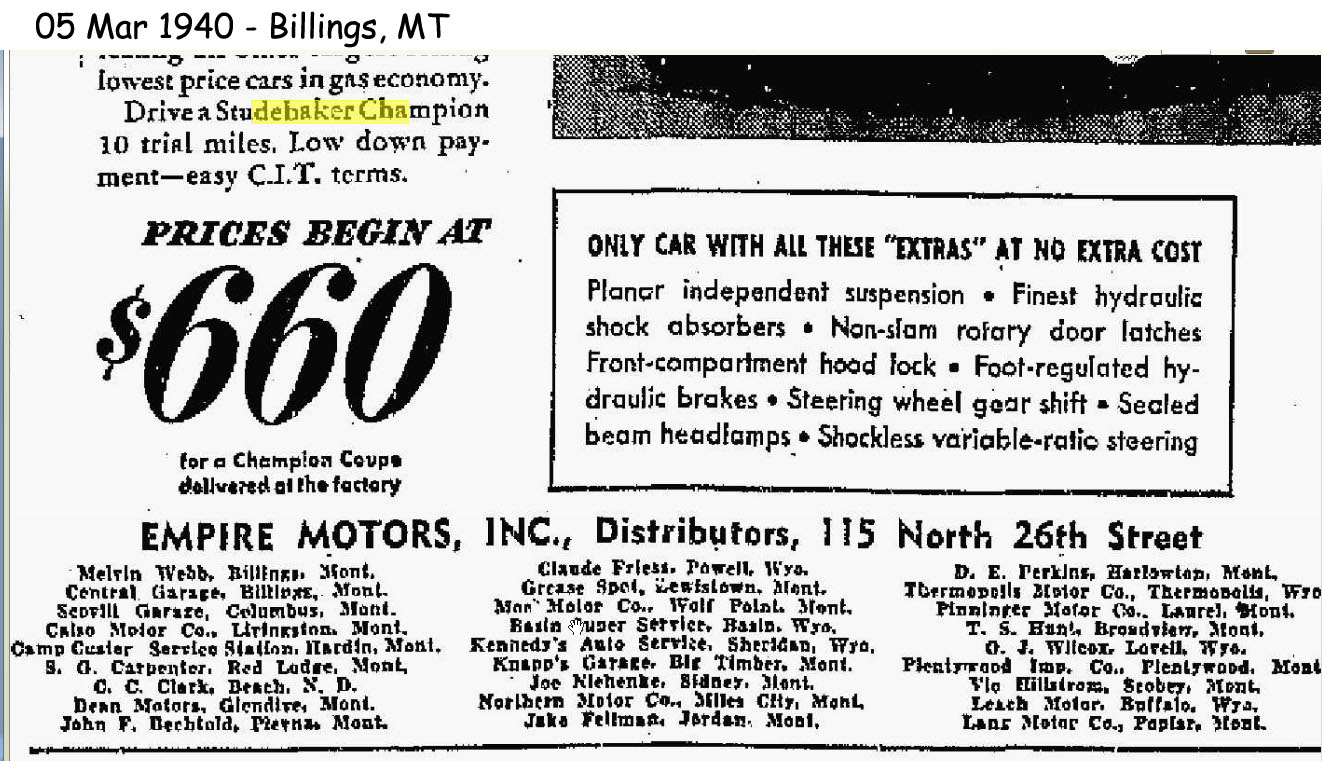 05 Mar 1940 - Billings, MT
lowest price cars in gas economy.
Drive a Studebaker Champion
10 trial miles. Low down pay-
ment—easy C.I.T. terms.
PRICES BEGIN AT
$660
for a Champion Coupe
delivered at the factory
ONLY CAR WITH ALL THESE "EXTRAS" AT NO EXTRA COST
Planar independent suspension • Finest hydraulic
shock absorbers • Non-slam rotary door latches
Front-compartment hood lock • Foot-regulated hy-
draulic brakes • Steering wheel gear shift • Sealed
beam headlamps • Shockless variable-ratio steering
EMPIRE MOTORS, INC., Distributors, 115 North 26th Street
Melvin Webb, Billings, Mont.
Central Garage, Billings, Mont.
Scovill Garage, Columbus, Mont.
Calso Motor Co., Livingston, Mont.
Camp Custer Service Station, Hardin, Mont.
S. G. Carpenter, Red Lodge, Mont.
C. C. Clark, Beach, N. D.
Dean Motors, Glendive, Mont.
John F. Bechtold, Plevna, Mont.
Claude Friess, Powell, Wyo.
Grease Spot, Lewistown, Mont.
Motor Co., Wolf Point, Mont.
Basin Super Service, Basin, Wyo.
Kennedy's Auto Service, Sheridan, Wyo.
Knapp's Garage, Big Timber, Mont.
Joe Niehenke, Sidney, Mont.
Northern Motor Co., Miles City, Mont.
Jake Fellman, Jordan, Mont.
D. E. Perkins, Harlowton, Mont.
Thermopolis Motor Co., Thermopolis, Wyo
Pinninger Motor Co., Laurel, Mont.
T. S. Hunt, Broadview, Mont.
O. J. Wilcox, Lovell, Wyo.
Plentywood Imp. Co., Plentywood, Mont
Vic Hillstrom, Scobey, Mont.
Leach Motor, Buffalo, Wyo.
Lans Motor Co., Poplar, Mont.